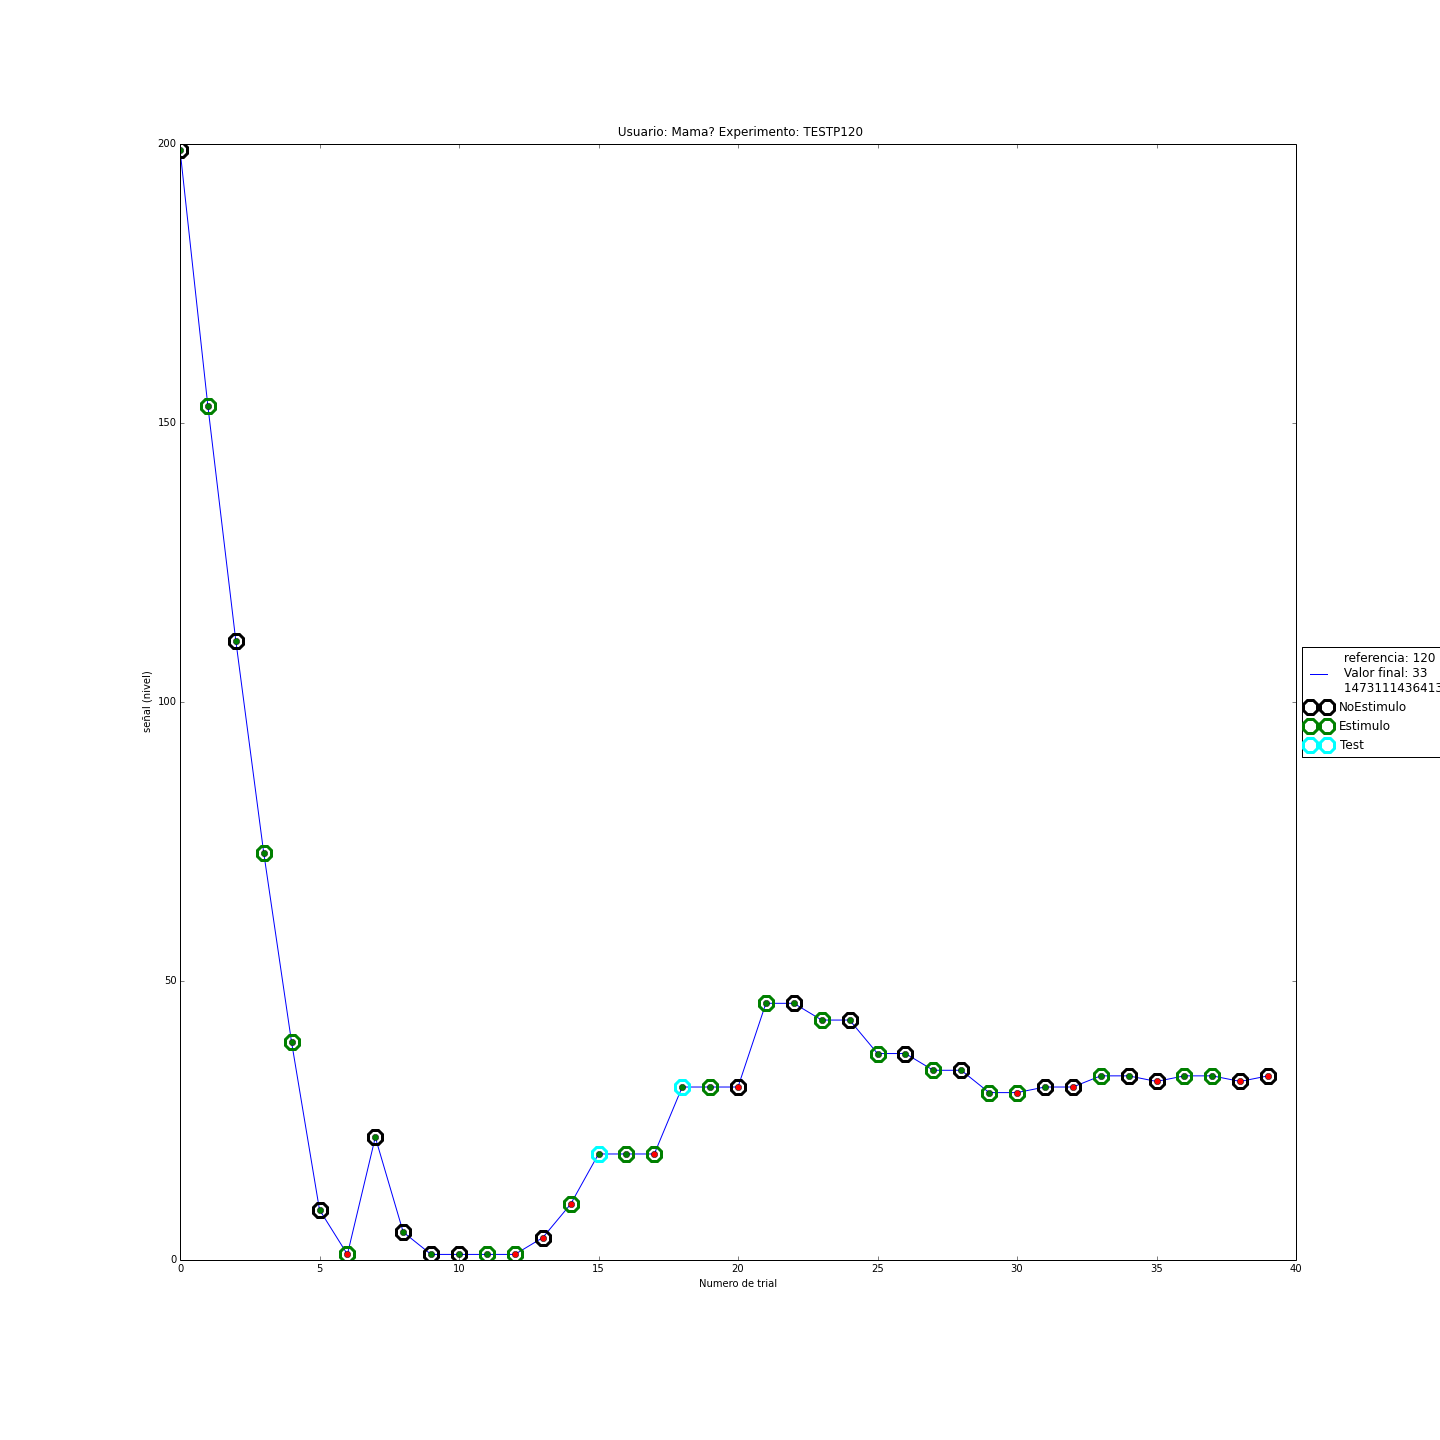 Usuario: Mama? Experimento: TESTP120
200
150
100
50
0
señal (nivel)
0 5 10 15 20 25 30 35 40
Numero de trial
referencia: 120
Valor final: 33
1473111436413
NoEstimulo
Estimulo
Test